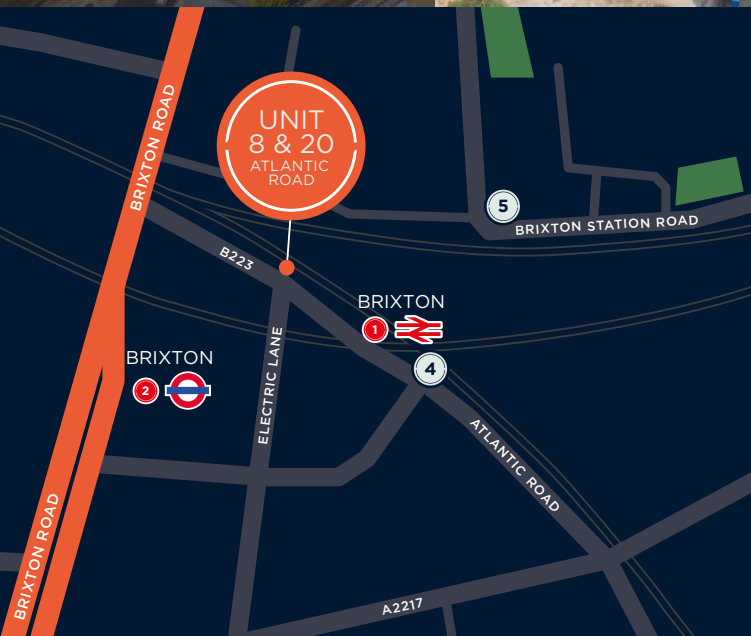 BRIXTON ROAD
UNIT
8 & 20
ATLANTIC
ROAD
5
BRIXTON STATION ROAD
B223
BRIXTON
1
BRIXTON
2
ELECTRIC LANE
4
ATLANTIC ROAD
BRIXTON ROAD
A2217